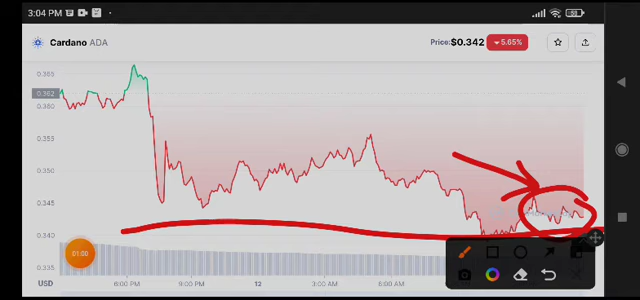 3:04 PM
Cardano ADA
Price: $0.342 5.65%
0.365
0.362
0.360
0.355
0.350
0.345
0.340
0.335
01:00
USD 6:00 PM 9:00 PM 12 3:00 AM 6:00 AM